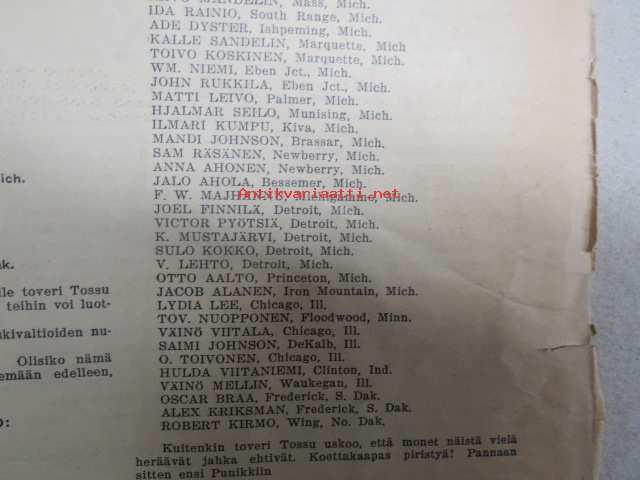 MANDELIN, Mass, Mich.
IDA RAINIO, South Range, Mich.
ADE DYSTER, Ishpeming, Mich.
KALLE SANDELIN, Marquette, Mich
TOIVO KOSKINEN, Marquette, Mich.
WM. NIEMI, Eben Jct., Mich.
JOHN RUKKILA, Eben Jct., Mich.
MATTI LEIVO, Palmer, Mich.
HJALMAR SEILO, Munising, Mich.
ILMARI KUMPU, Kiva, Mich.
MANDI JOHNSON, Brassar, Mich.
SAM RÄSÄNEN, Newberry, Mich.
ANNA AHONEN, Newberry, Mich.
JALO AHOLA, Bessemer, Mich.
F. W. Mich.
JOEL FINNILÄ, Detroit, Mich.
VICTOR PYÖTSIÄ, Detroit, Mich.
K. MUSTAJÄRVI, Detroit, Mich.
SULO KOKKO, Detroit, Mich.
V. LEHTO, Detroit, Mich.
OTTO AALTO, Princeton, Mich.
JACOB ALANEN, Iron Mountain, Mich.
LYDIA LEE, Chicago, Ill.
TOV. NUOPPONEN, Floodwood, Minn.
VÄINÖ VIITALA, Chicago, Ill.
SAIMI JOHNSON, DeKalb, Ill.
O. TOIVONEN, Chicago, Ill.
HULDA VIITANIEMI, Clinton, Ind.
VÄINÖ MELLIN, Waukegan, Ill.
OSCAR BRAA, Frederick, S. Dak.
ALEX KRIKSMAN, Frederick, S. Dak.
ROBERT KIRMO, Wing, No. Dak.
Kuitenkin toveri Tossu uskoo, että monet näistä vielä
heräävät jahka ehtivät. Koettakaapas piristyä! Pannaan
sitten ensi Punikkiin
ich.
ak.
lle toveri Tossu
teihin voi luot-
ukivaltioiden nu-
Olisiko nämä
emään edelleen,
O:
Antikvariaatti.net